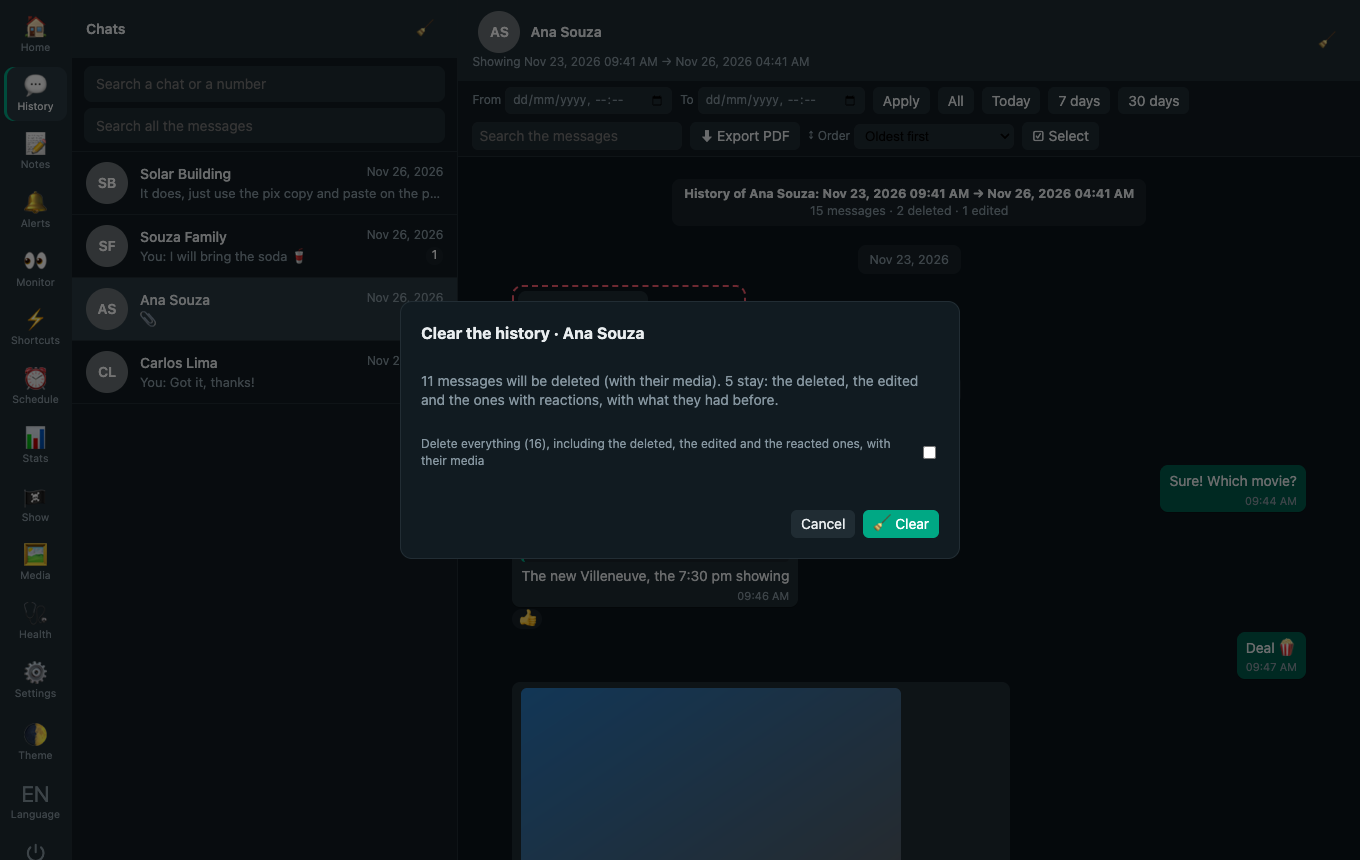 Home
History
Notes
Alerts
Monitor
Shortcuts
Schedule
Stats
Show
Media
Health
Settings
Theme
EN
Language
Chats
Search a chat or a number
Search all the messages
SB
Solar Building
Nov 26, 2026
It does, just use the pix copy and paste on the p…
SF
Souza Family
Nov 26, 2026
You: I will bring the soda 🥤
1
AS
Ana Souza
Nov 26, 2026
📎
CL
Carlos Lima
Nov 2
You: Got it, thanks!
AS
Ana Souza
Showing Nov 23, 2026 09:41 AM → Nov 26, 2026 04:41 AM
From dd/mm/yyyy, --:-- To dd/mm/yyyy, --:-- Apply All Today 7 days 30 days
Search the messages ⬇ Export PDF ↕ Order Oldest first ☑ Select
History of Ana Souza: Nov 23, 2026 09:41 AM → Nov 26, 2026 04:41 AM
15 messages · 2 deleted · 1 edited
Nov 23, 2026
Clear the history · Ana Souza
11 messages will be deleted (with their media). 5 stay: the deleted, the edited
and the ones with reactions, with what they had before.
Delete everything (16), including the deleted, the edited and the reacted ones, with
their media
Cancel
🧹 Clear
Sure! Which movie?
09:44 AM
The new Villeneuve, the 7:30 pm showing
09:46 AM
👍
Deal 🍿
09:47 AM